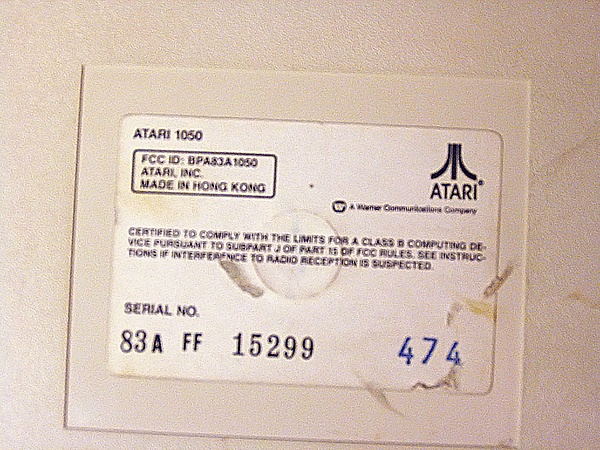 ATARI 1050
FCC ID: BPA83A1050
ATARI, INC.
MADE IN HONG KONG
ATARI®
A Warner Communications Company
CERTIFIED TO COMPLY WITH THE LIMITS FOR A CLASS B COMPUTING DE-
VICE PURSUANT TO SUBPART J OF PART 15 OF FCC RULES. SEE INSTRUC-
TIONS IF INTERFERENCE TO RADIO RECEPTION IS SUSPECTED.
SERIAL NO.
83A FF 15299
474